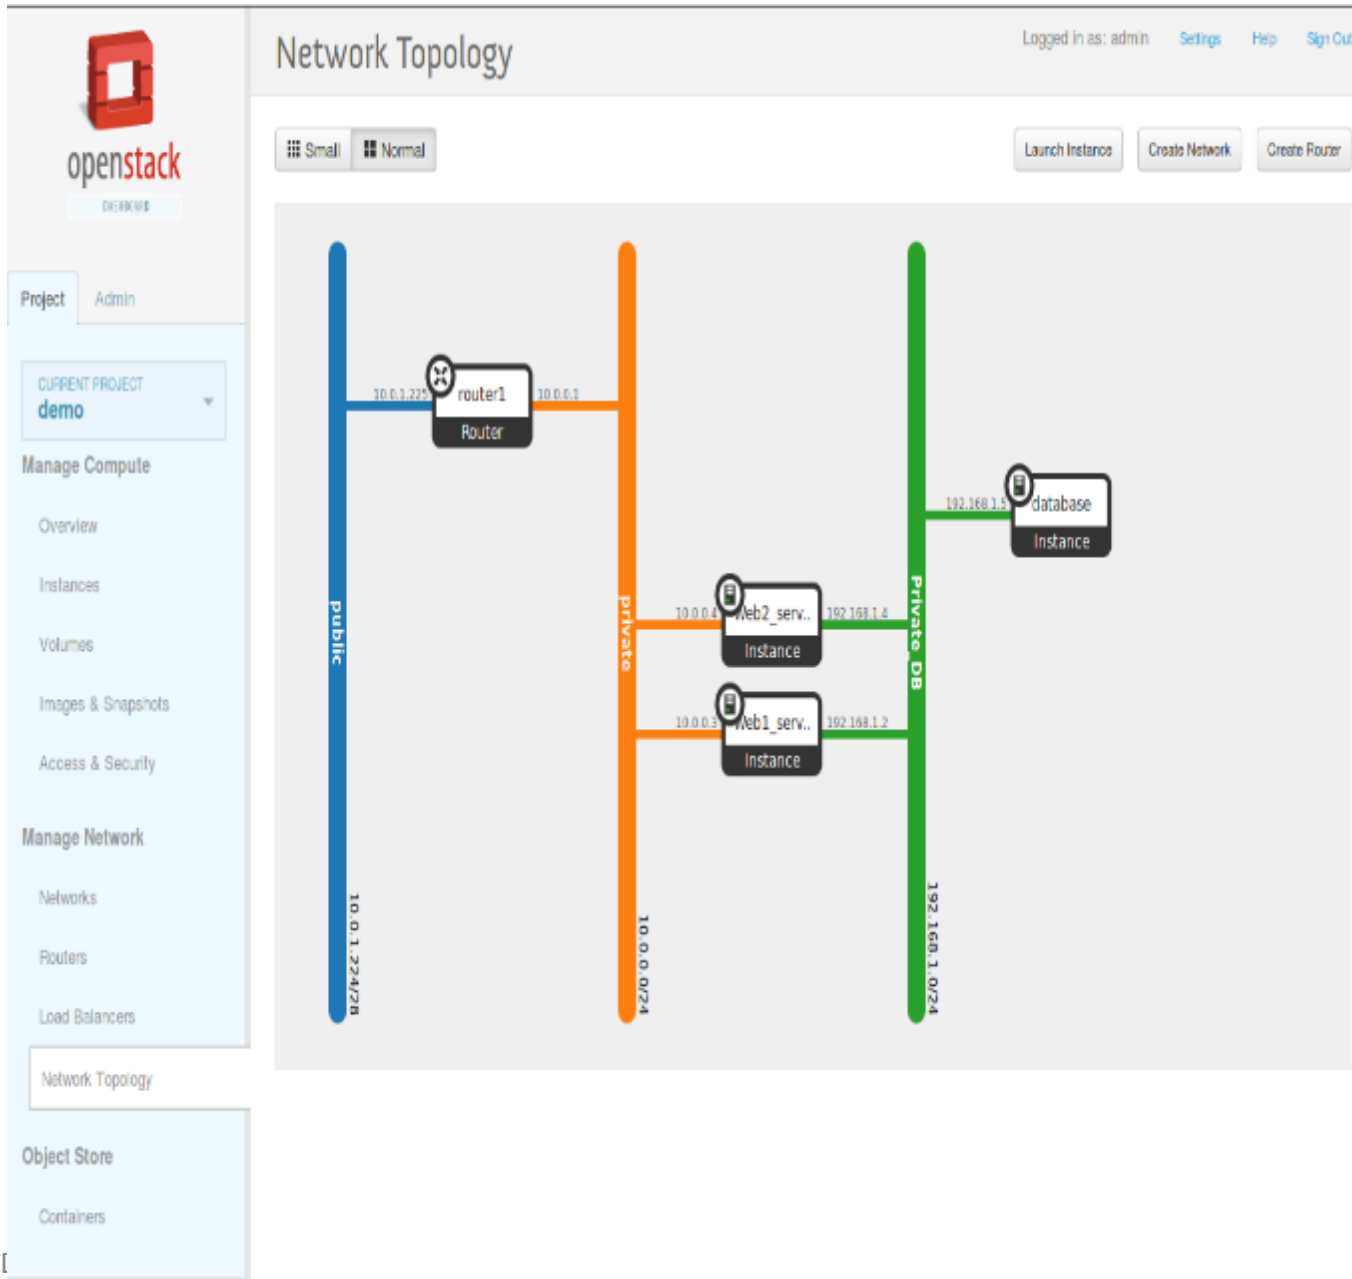 openstack
DASHBOARD
Network Topology
Logged in as: admin
Settings
Help
Sign Out
Small
Normal
Launch Instance
Create Network
Create Router
Project
Admin
CURRENT PROJECT
demo
Manage Compute
Overview
Instances
Volumes
Images & Snapshots
Access & Security
Manage Network
Networks
Routers
Load Balancers
Network Topology
Object Store
Containers
public
10.0.1.224/28
10.0.1.225
router1
Router
10.0.0.1
private
10.0.0.0/24
10.0.0.4
Web2_serv..
Instance
192.168.1.4
10.0.0.3
Web1_serv..
Instance
192.168.1.2
Private_DB
192.168.1.0/24
192.168.1.5
database
Instance